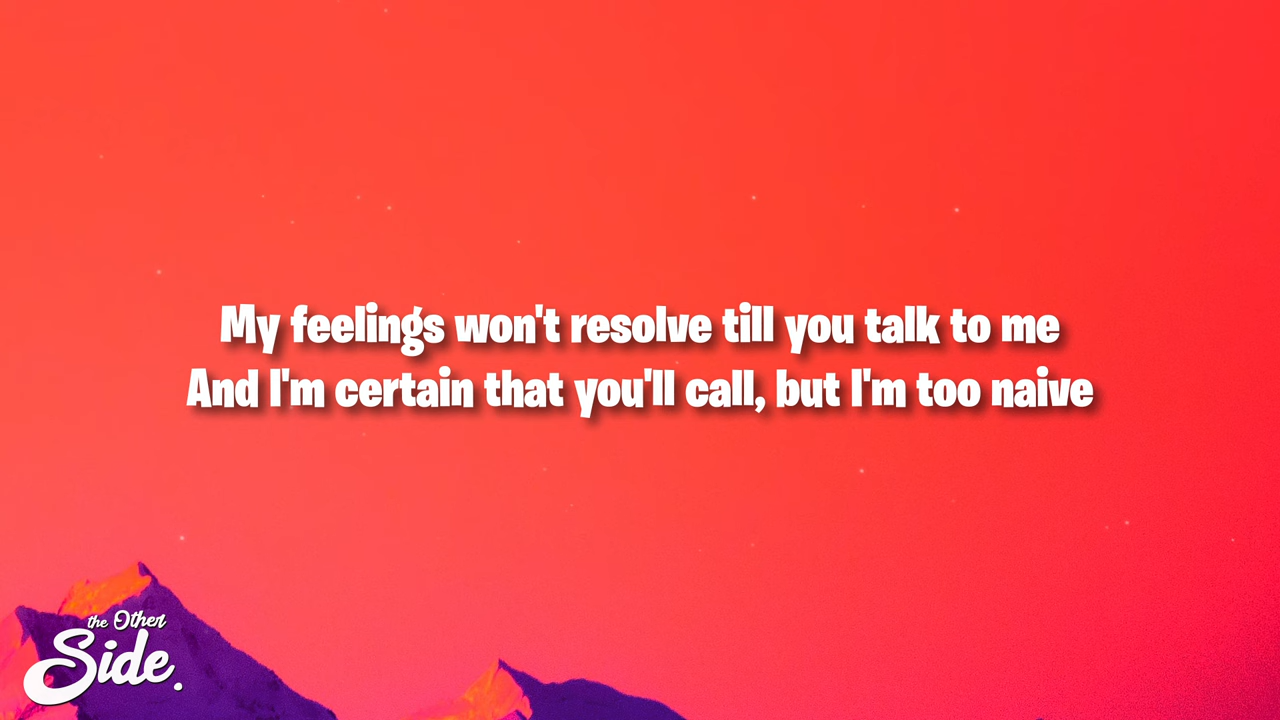 My feelings won't resolve till you talk to me
And I'm certain that you'll call, but I'm too naive
the Other
Side.